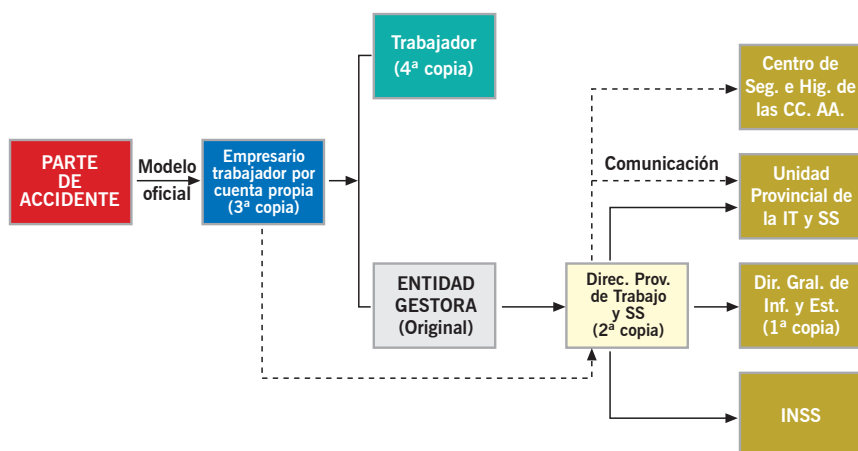 PARTE
DE
ACCIDENTE
Modelo
oficial
Empresario
trabajador por
cuenta propia
(3ª copia)
Trabajador
(4ª copia)
ENTIDAD
GESTORA
(Original)
Direc. Prov.
de Trabajo
y SS
(2ª copia)
Comunicación
Centro de
Seg. e Hig. de
las CC. AA.
Unidad
Provincial de
la IT y SS
Dir. Gral. de
Inf. y Est.
(1ª copia)
INSS